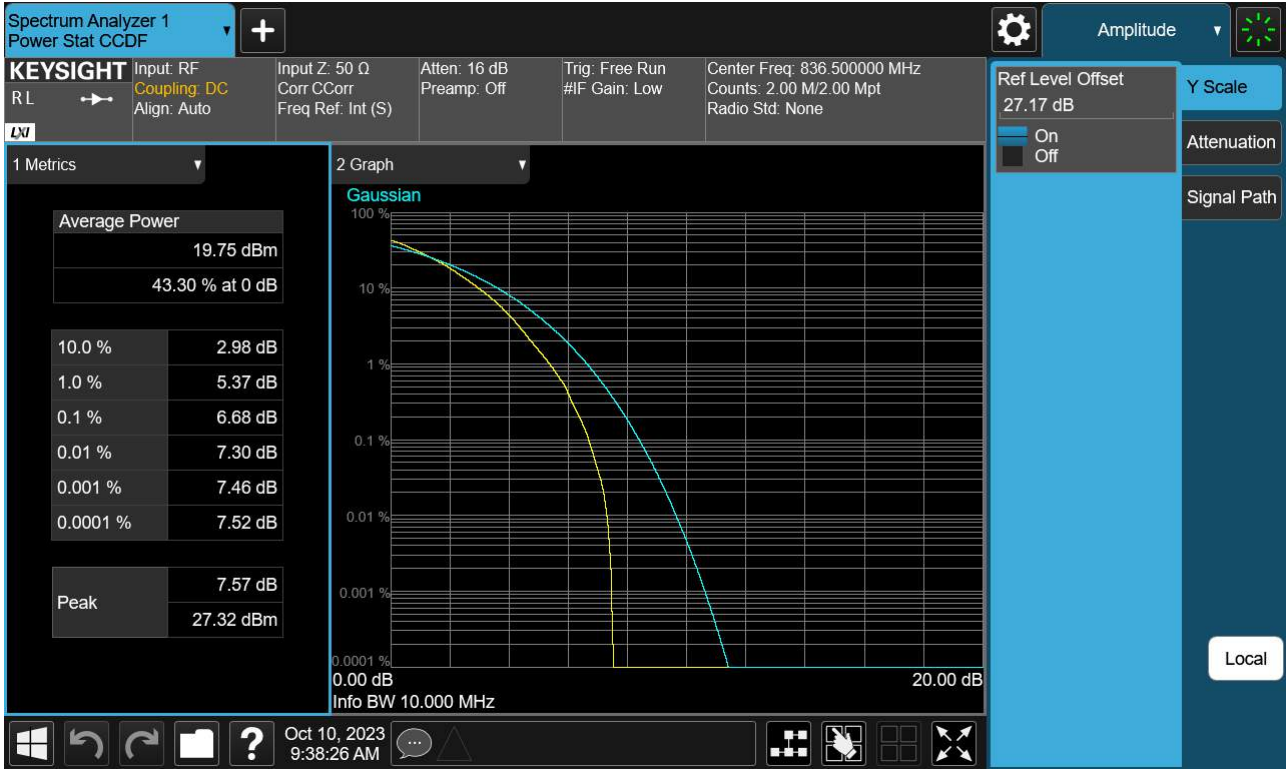 Spectrum Analyzer 1
Power Stat CCDF
Amplitude
KEYSIGHT
R L
LXI
Input: RF
Coupling: DC
Align: Auto
Input Z: 50 Ω
Corr CCorr
Freq Ref: Int (S)
Atten: 16 dB
Preamp: Off
Trig: Free Run
#IF Gain: Low
Center Freq: 836.500000 MHz
Counts: 2.00 M/2.00 Mpt
Radio Std: None
Ref Level Offset
27.17 dB
On
Off
Y Scale
Attenuation
Signal Path
Local
1 Metrics
Average Power
19.75 dBm
43.30 % at 0 dB
10.0 % 2.98 dB
1.0 % 5.37 dB
0.1 % 6.68 dB
0.01 % 7.30 dB
0.001 % 7.46 dB
0.0001 % 7.52 dB
Peak
7.57 dB
27.32 dBm
2 Graph
Gaussian
100 %
10 %
1 %
0.1 %
0.01 %
0.001 %
0.0001 %
0.00 dB 20.00 dB
Info BW 10.000 MHz
?
Oct 10, 2023
9:38:26 AM